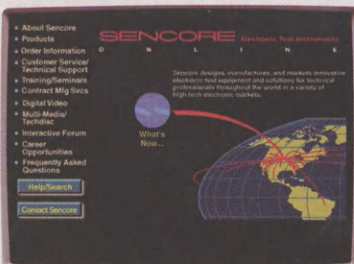 About Sencore
Products
Order Information
Customer Service/
Technical Support
Training/Seminars
Contract Mfg Svcs
Digital Video
Multi-Media/
Techdisc
Interactive Forum
Career
Opportunities
Frequently Asked
Questions
Help/Search
Contact Sencore
SENCORE Electronic Test Instruments
O N L I N E
Sencore designs, manufactures, and markets innovative
electronic test equipment and solutions for technical
professionals throughout the world in a variety of
high-tech electronic markets.
What's
New...